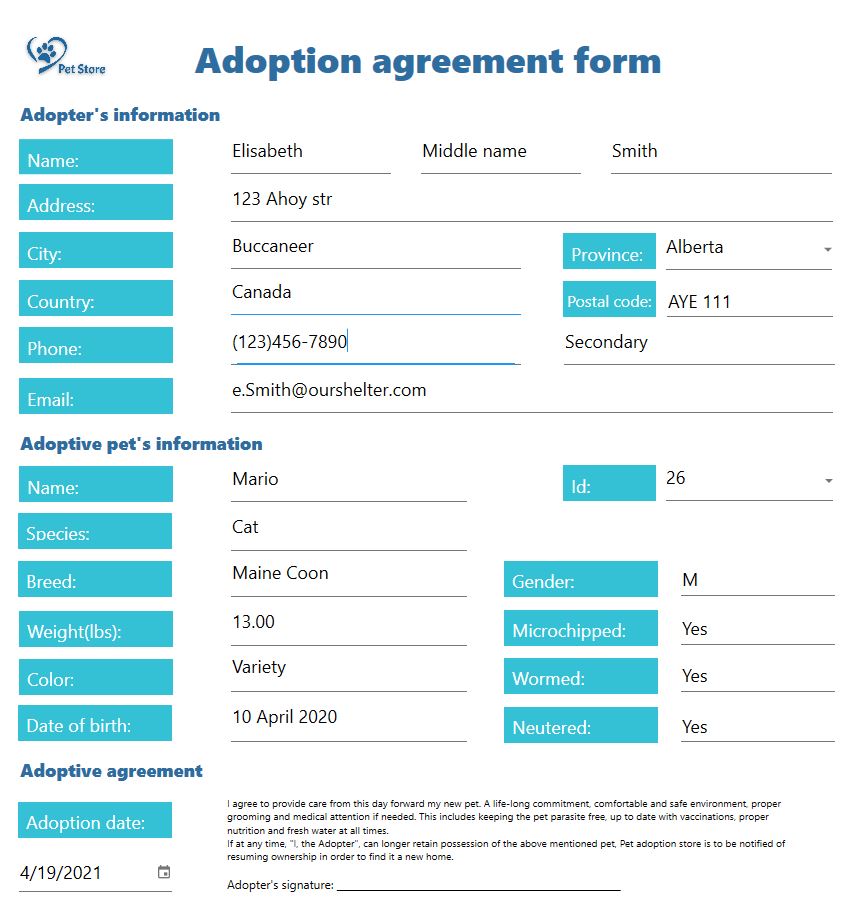 Pet Store
Adoption agreement form
Adopter's information
Name: Elisabeth Middle name Smith
Address: 123 Ahoy str
City: Buccaneer Province: Alberta
Country: Canada Postal code: AYE 111
Phone: (123)456-7890 Secondary
Email: e.Smith@ourshelter.com
Adoptive pet's information
Name: Mario Id: 26
Species: Cat
Breed: Maine Coon Gender: M
Weight(lbs): 13.00 Microchipped: Yes
Color: Variety Wormed: Yes
Date of birth: 10 April 2020 Neutered: Yes
Adoptive agreement
Adoption date:
4/19/2021
I agree to provide care from this day forward my new pet. A life-long commitment, comfortable and safe environment, proper
grooming and medical attention if needed. This includes keeping the pet parasite free, up to date with vaccinations, proper
nutrition and fresh water at all times.
If at any time, "I, the Adopter", can longer retain possession of the above mentioned pet, Pet adoption store is to be notified of
resuming ownership in order to find it a new home.
Adopter's signature: